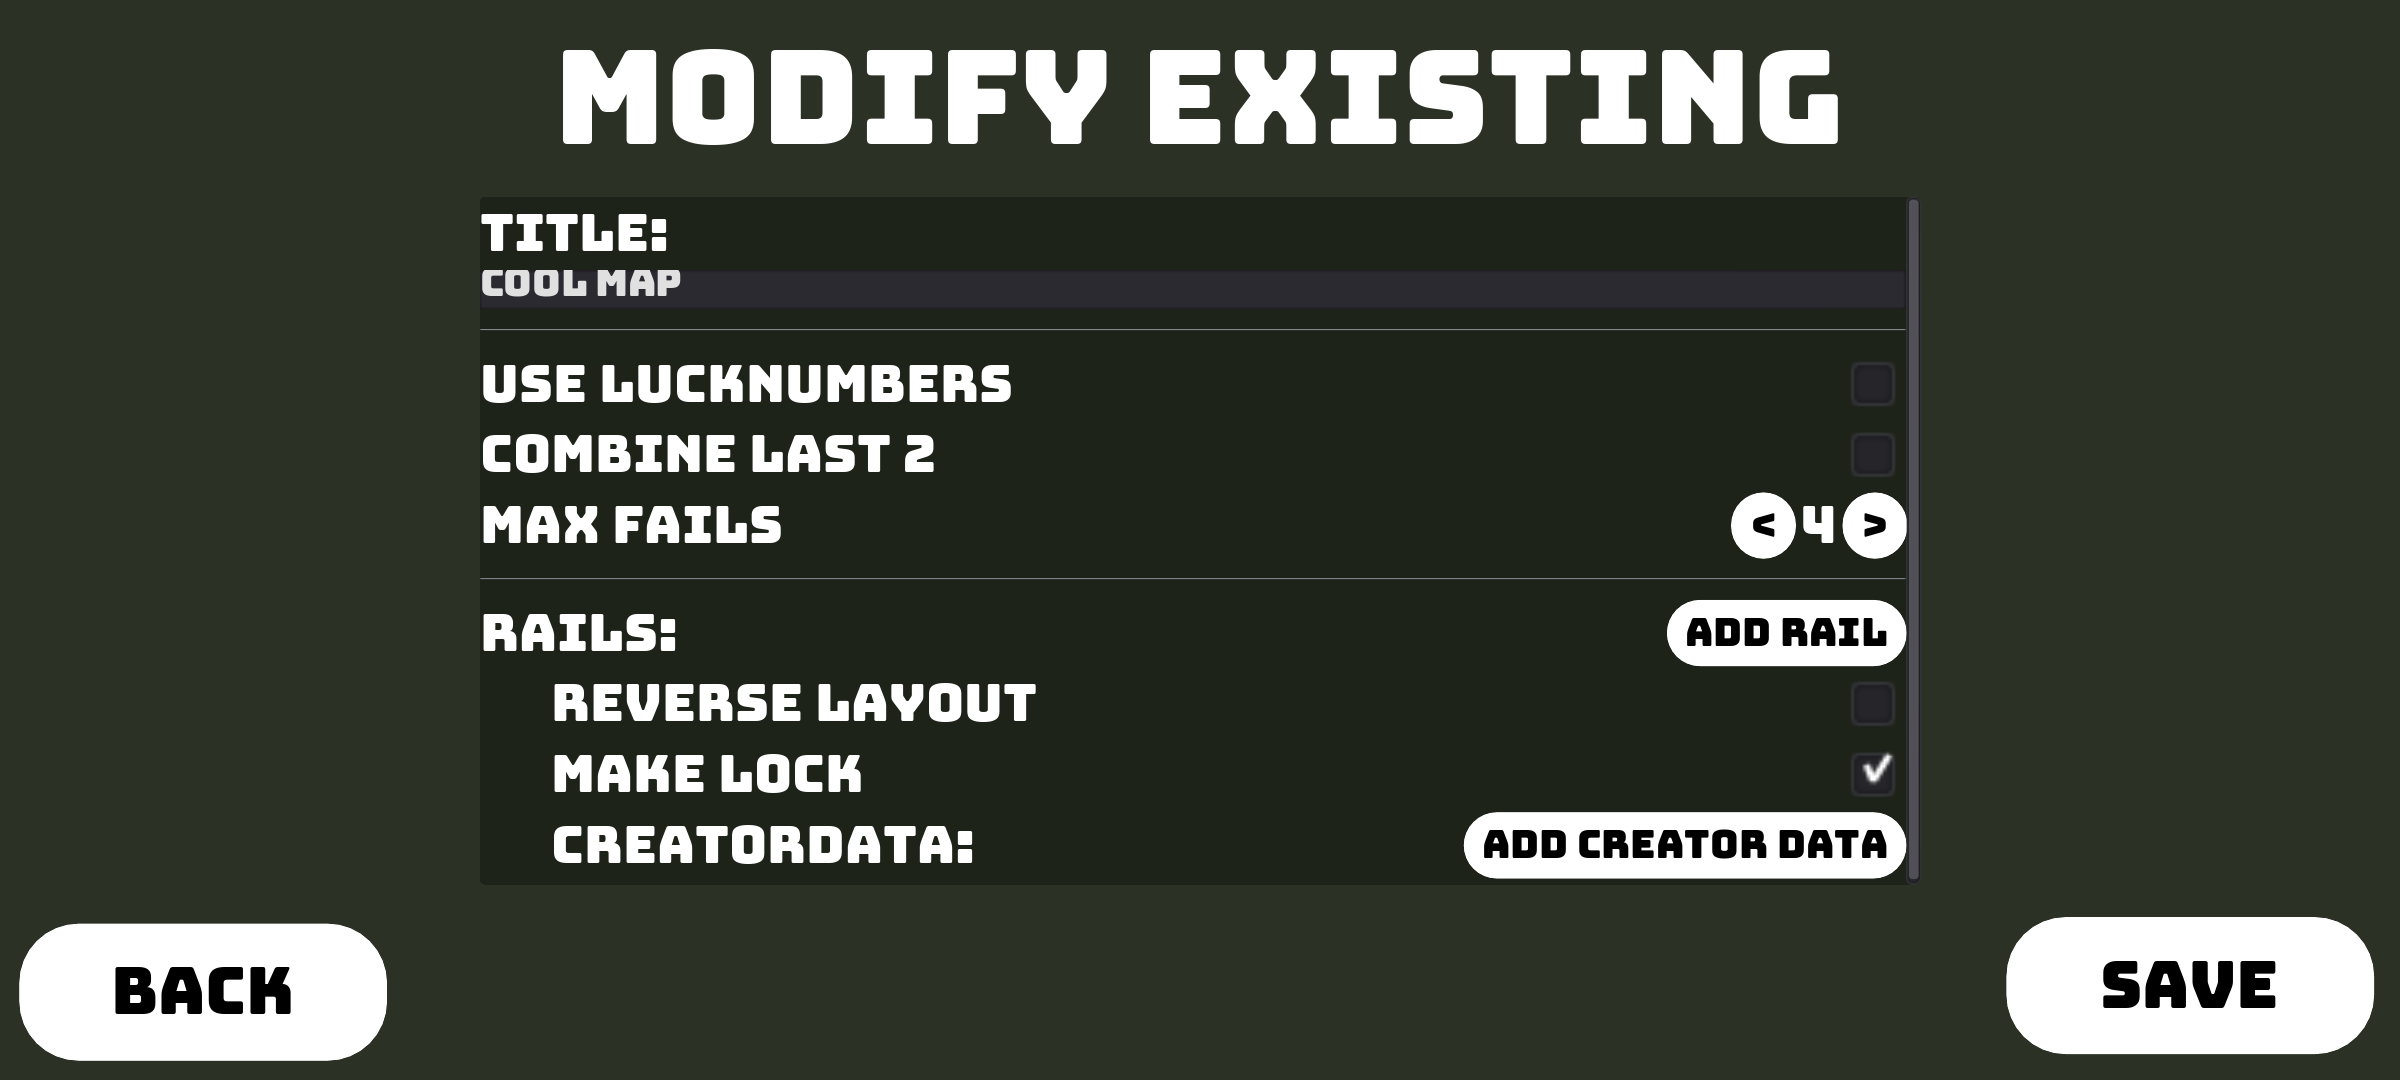 MODIFY EXISTING
TITLE:
COOL MAP
USE LUCKNUMBERS
COMBINE LAST 2
MAX FAILS < 4 >
RAILS: ADD RAIL
REVERSE LAYOUT
MAKE LOCK
CREATORDATA: ADD CREATOR DATA
BACK SAVE